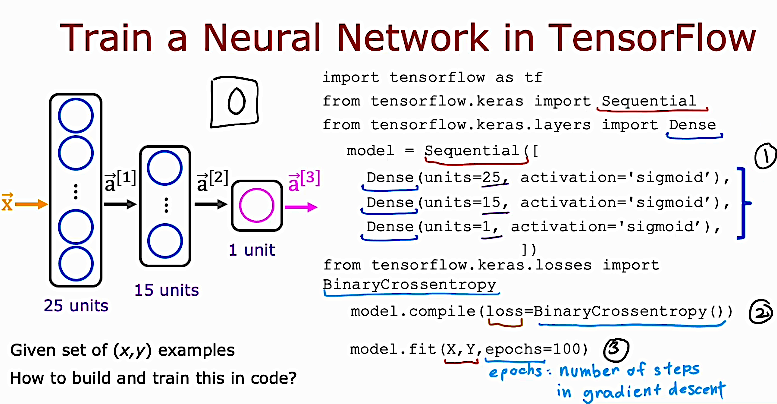 Train a Neural Network in TensorFlow
0
import tensorflow as tf
from tensorflow.keras import Sequential
from tensorflow.keras.layers import Dense
model = Sequential([
Dense(units=25, activation='sigmoid'),
Dense(units=15, activation='sigmoid'),
Dense(units=1, activation='sigmoid'),
])
1
from tensorflow.keras.losses import
BinaryCrossentropy
model.compile(loss=BinaryCrossentropy())
2
model.fit(X,Y,epochs=100)
3
epochs: number of steps
in gradient descent
x⃗
a⃗[1]
a⃗[2]
a⃗[3]
25 units
15 units
1 unit
Given set of (x,y) examples
How to build and train this in code?